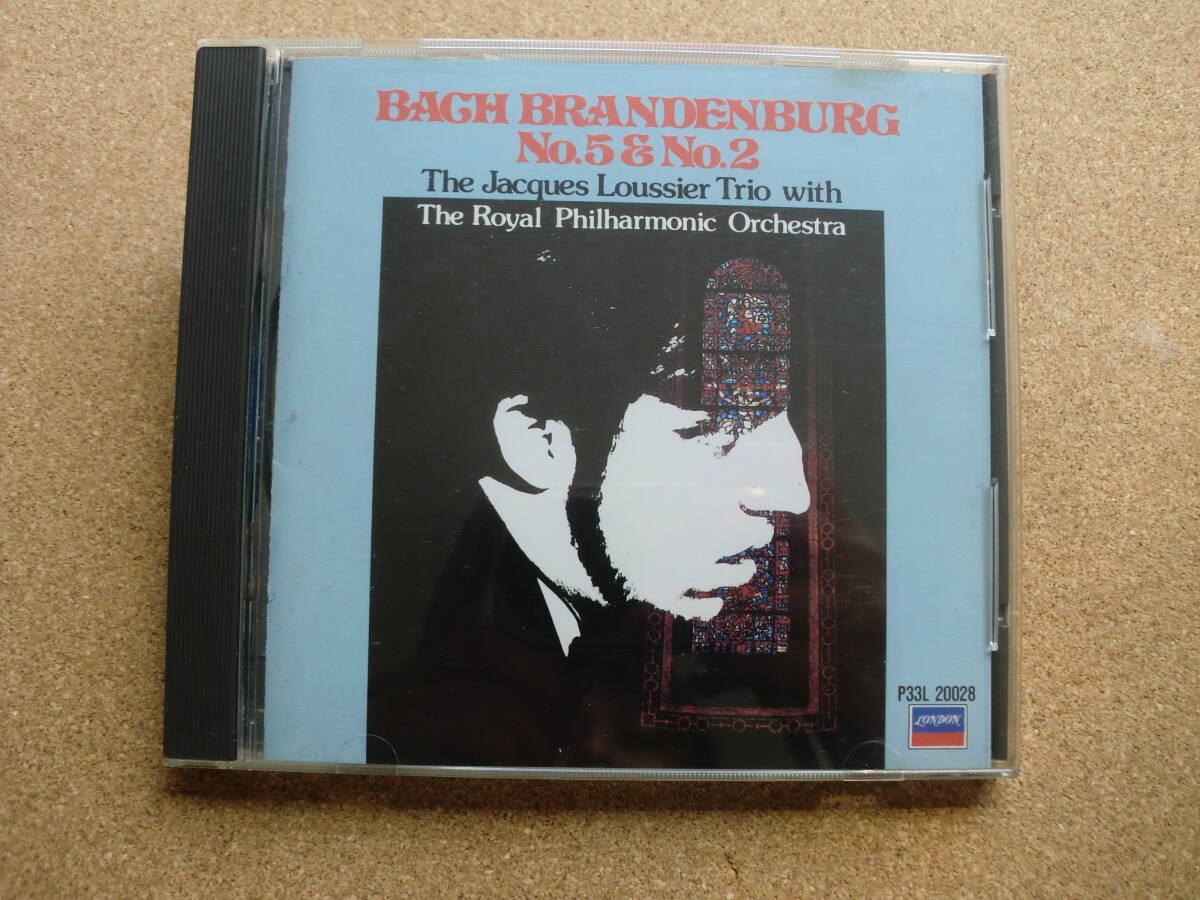 BACH BRANDENBURG
No.5 & No.2
The Jacques Loussier Trio with
The Royal Philharmonic Orchestra
P33L 20028
LONDON